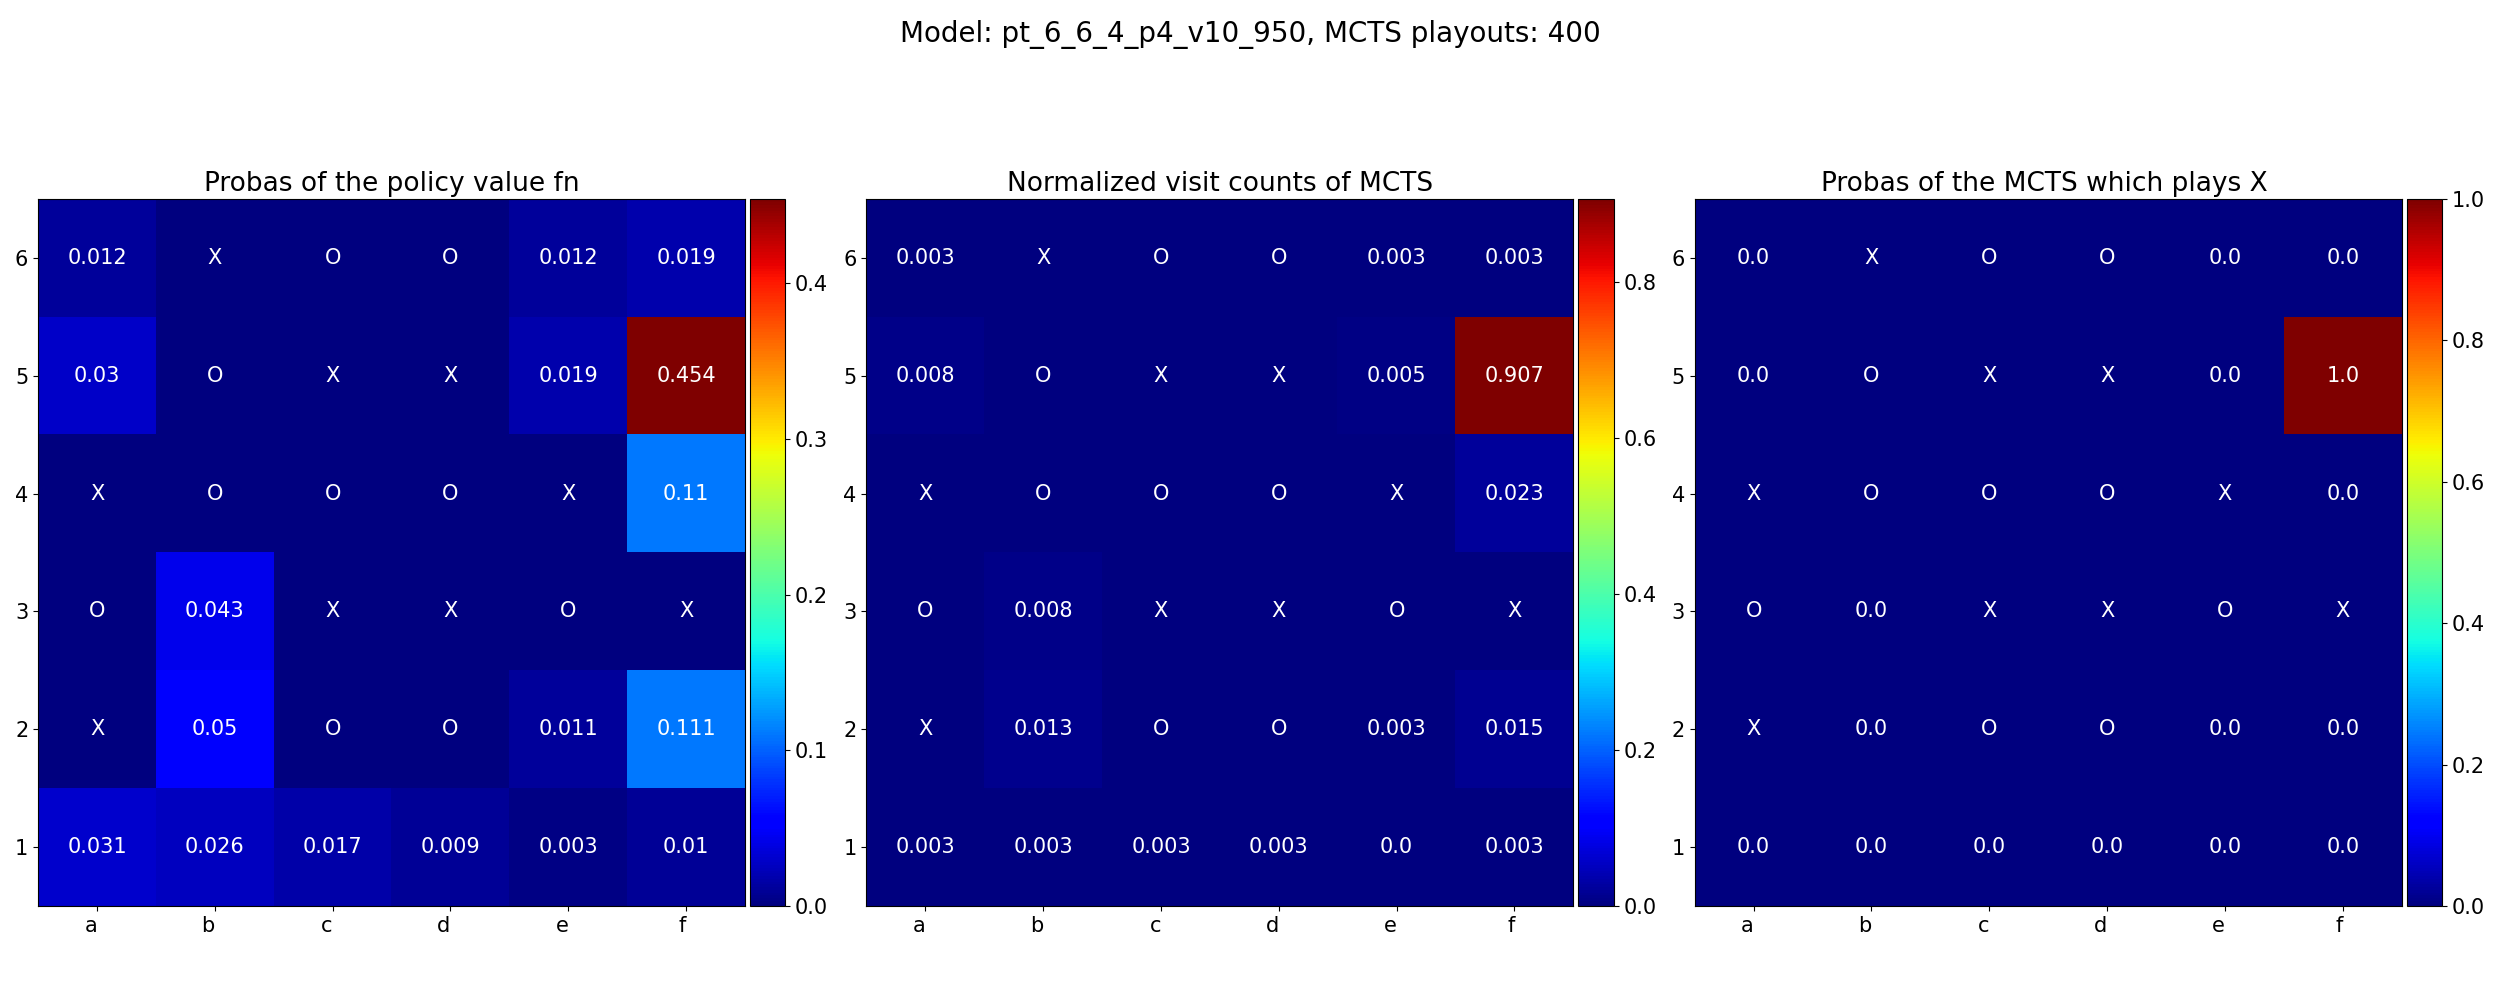 Model: pt_6_6_4_p4_v10_950, MCTS playouts: 400
Probas of the policy value fn
6 0.012 X O O 0.012 0.019
5 0.03 O X X 0.019 0.454
4 X O O O X 0.11
3 O 0.043 X X O X
2 X 0.05 O O 0.011 0.111
1 0.031 0.026 0.017 0.009 0.003 0.01
a b c d e f
0.4
0.3
0.2
0.1
0.0
Normalized visit counts of MCTS
6 0.003 X O O 0.003 0.003
5 0.008 O X X 0.005 0.907
4 X O O O X 0.023
3 O 0.008 X X O X
2 X 0.013 O O 0.003 0.015
1 0.003 0.003 0.003 0.003 0.0 0.003
a b c d e f
0.8
0.6
0.4
0.2
0.0
Probas of the MCTS which plays X
6 0.0 X O O 0.0 0.0
5 0.0 O X X 0.0 1.0
4 X O O O X 0.0
3 O 0.0 X X O X
2 X 0.0 O O 0.0 0.0
1 0.0 0.0 0.0 0.0 0.0 0.0
a b c d e f
1.0
0.8
0.6
0.4
0.2
0.0